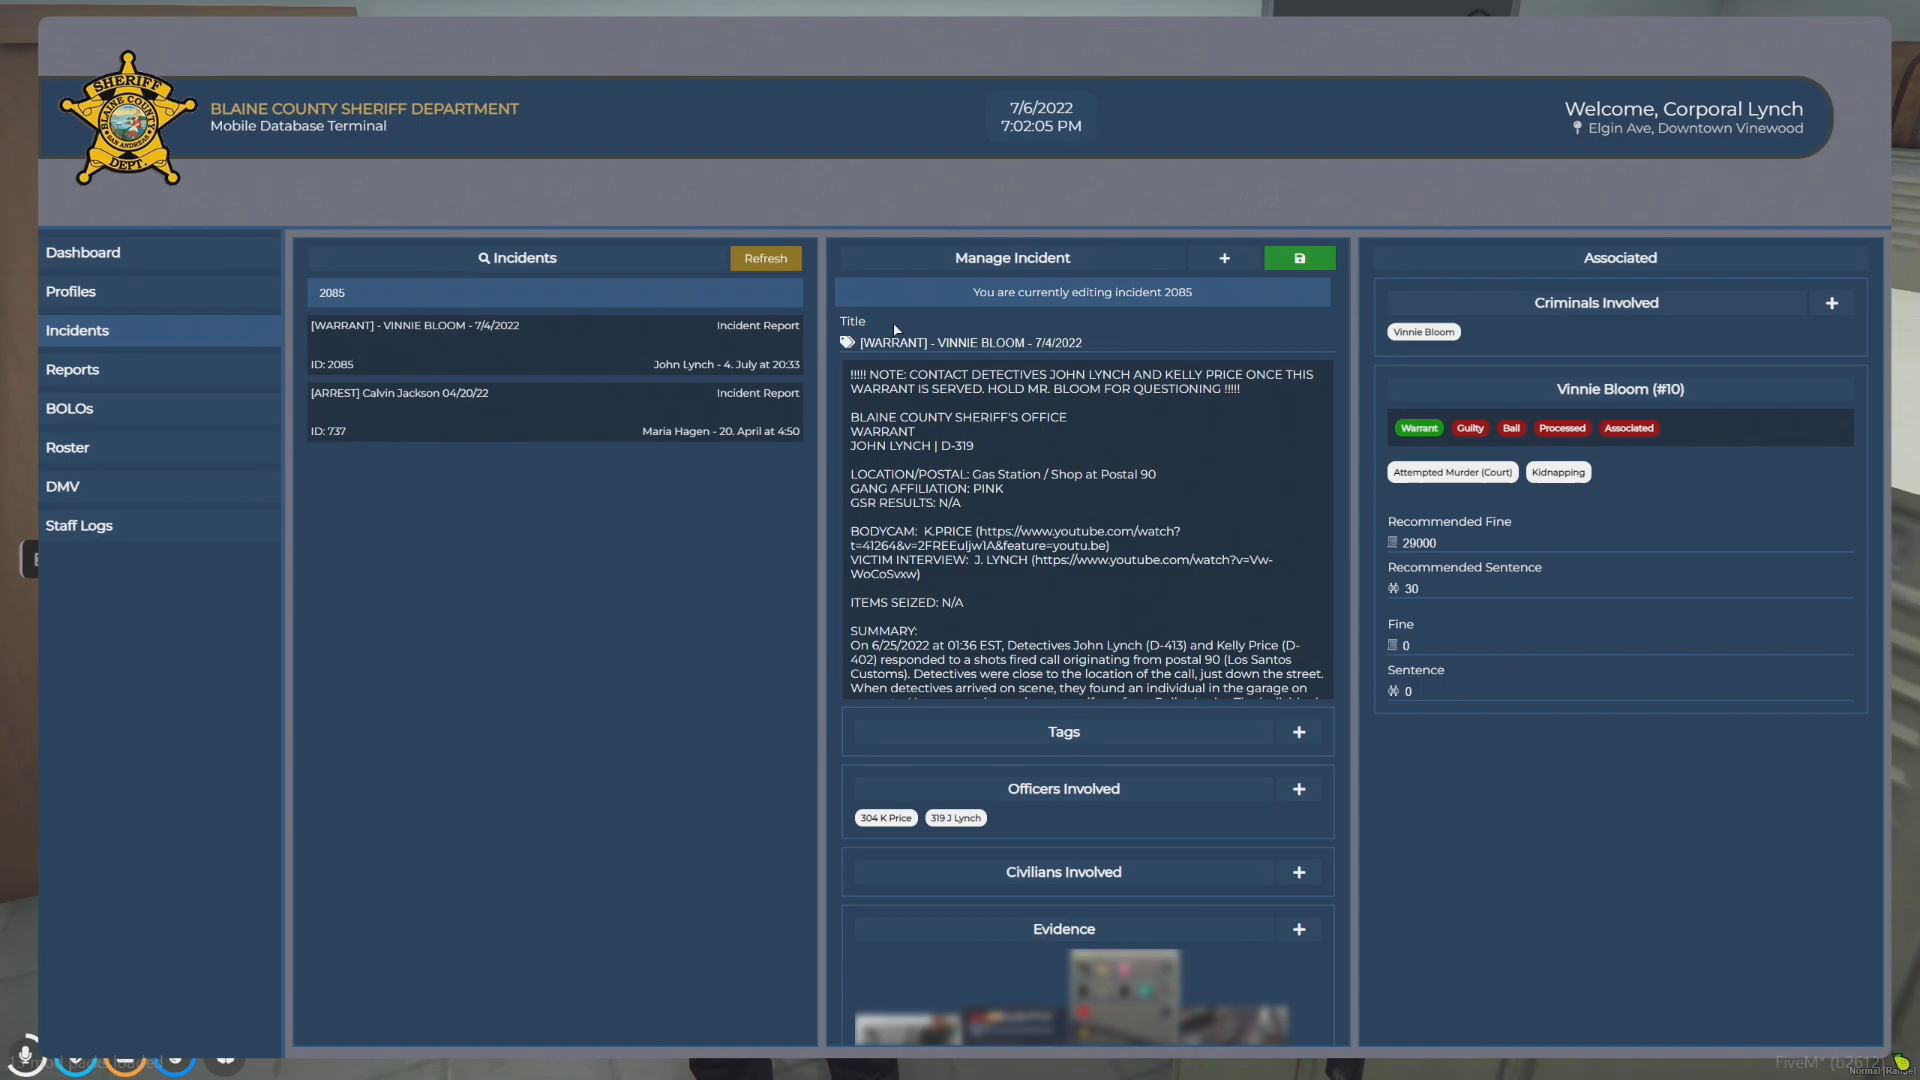 SHERIFF
BLAINE COUNTY
SAN ANDREAS
DEPT.
BLAINE COUNTY SHERIFF DEPARTMENT
Mobile Database Terminal
7/6/2022
7:02:05 PM
Welcome, Corporal Lynch
Elgin Ave, Downtown Vinewood
Dashboard
Profiles
Incidents
Reports
BOLOs
Roster
DMV
Staff Logs
Incidents
Refresh
2085
[WARRANT] - VINNIE BLOOM - 7/4/2022
Incident Report
ID: 2085
John Lynch - 4. July at 20:33
[ARREST] Calvin Jackson 04/20/22
Incident Report
ID: 737
Maria Hagen - 20. April at 4:50
Manage Incident
+
You are currently editing incident 2085
Title
[WARRANT] - VINNIE BLOOM - 7/4/2022
!!!!! NOTE: CONTACT DETECTIVES JOHN LYNCH AND KELLY PRICE ONCE THIS
WARRANT IS SERVED. HOLD MR. BLOOM FOR QUESTIONING !!!!!
BLAINE COUNTY SHERIFF'S OFFICE
WARRANT
JOHN LYNCH | D-319
LOCATION/POSTAL: Gas Station / Shop at Postal 90
GANG AFFILIATION: PINK
GSR RESULTS: N/A
BODYCAM: K.PRICE (https://www.youtube.com/watch?
t=41264&v=2FREEuljw1A&feature=youtu.be)
VICTIM INTERVIEW: J. LYNCH (https://www.youtube.com/watch?v=Vw-
WoCoSvxw)
ITEMS SEIZED: N/A
SUMMARY:
On 6/25/2022 at 01:36 EST, Detectives John Lynch (D-413) and Kelly Price (D-
402) responded to a shots fired call originating from postal 90 (Los Santos
Customs). Detectives were close to the location of the call, just down the street.
When detectives arrived on scene, they found an individual in the garage on
Tags
+
Officers Involved
+
304 K Price
319 J Lynch
Civilians Involved
+
Evidence
+
Associated
Criminals Involved
+
Vinnie Bloom
Vinnie Bloom (#10)
Warrant
Guilty
Bail
Processed
Associated
Attempted Murder (Court)
Kidnapping
Recommended Fine
29000
Recommended Sentence
30
Fine
0
Sentence
0
FiveM* (b2612)
Normal [Range]